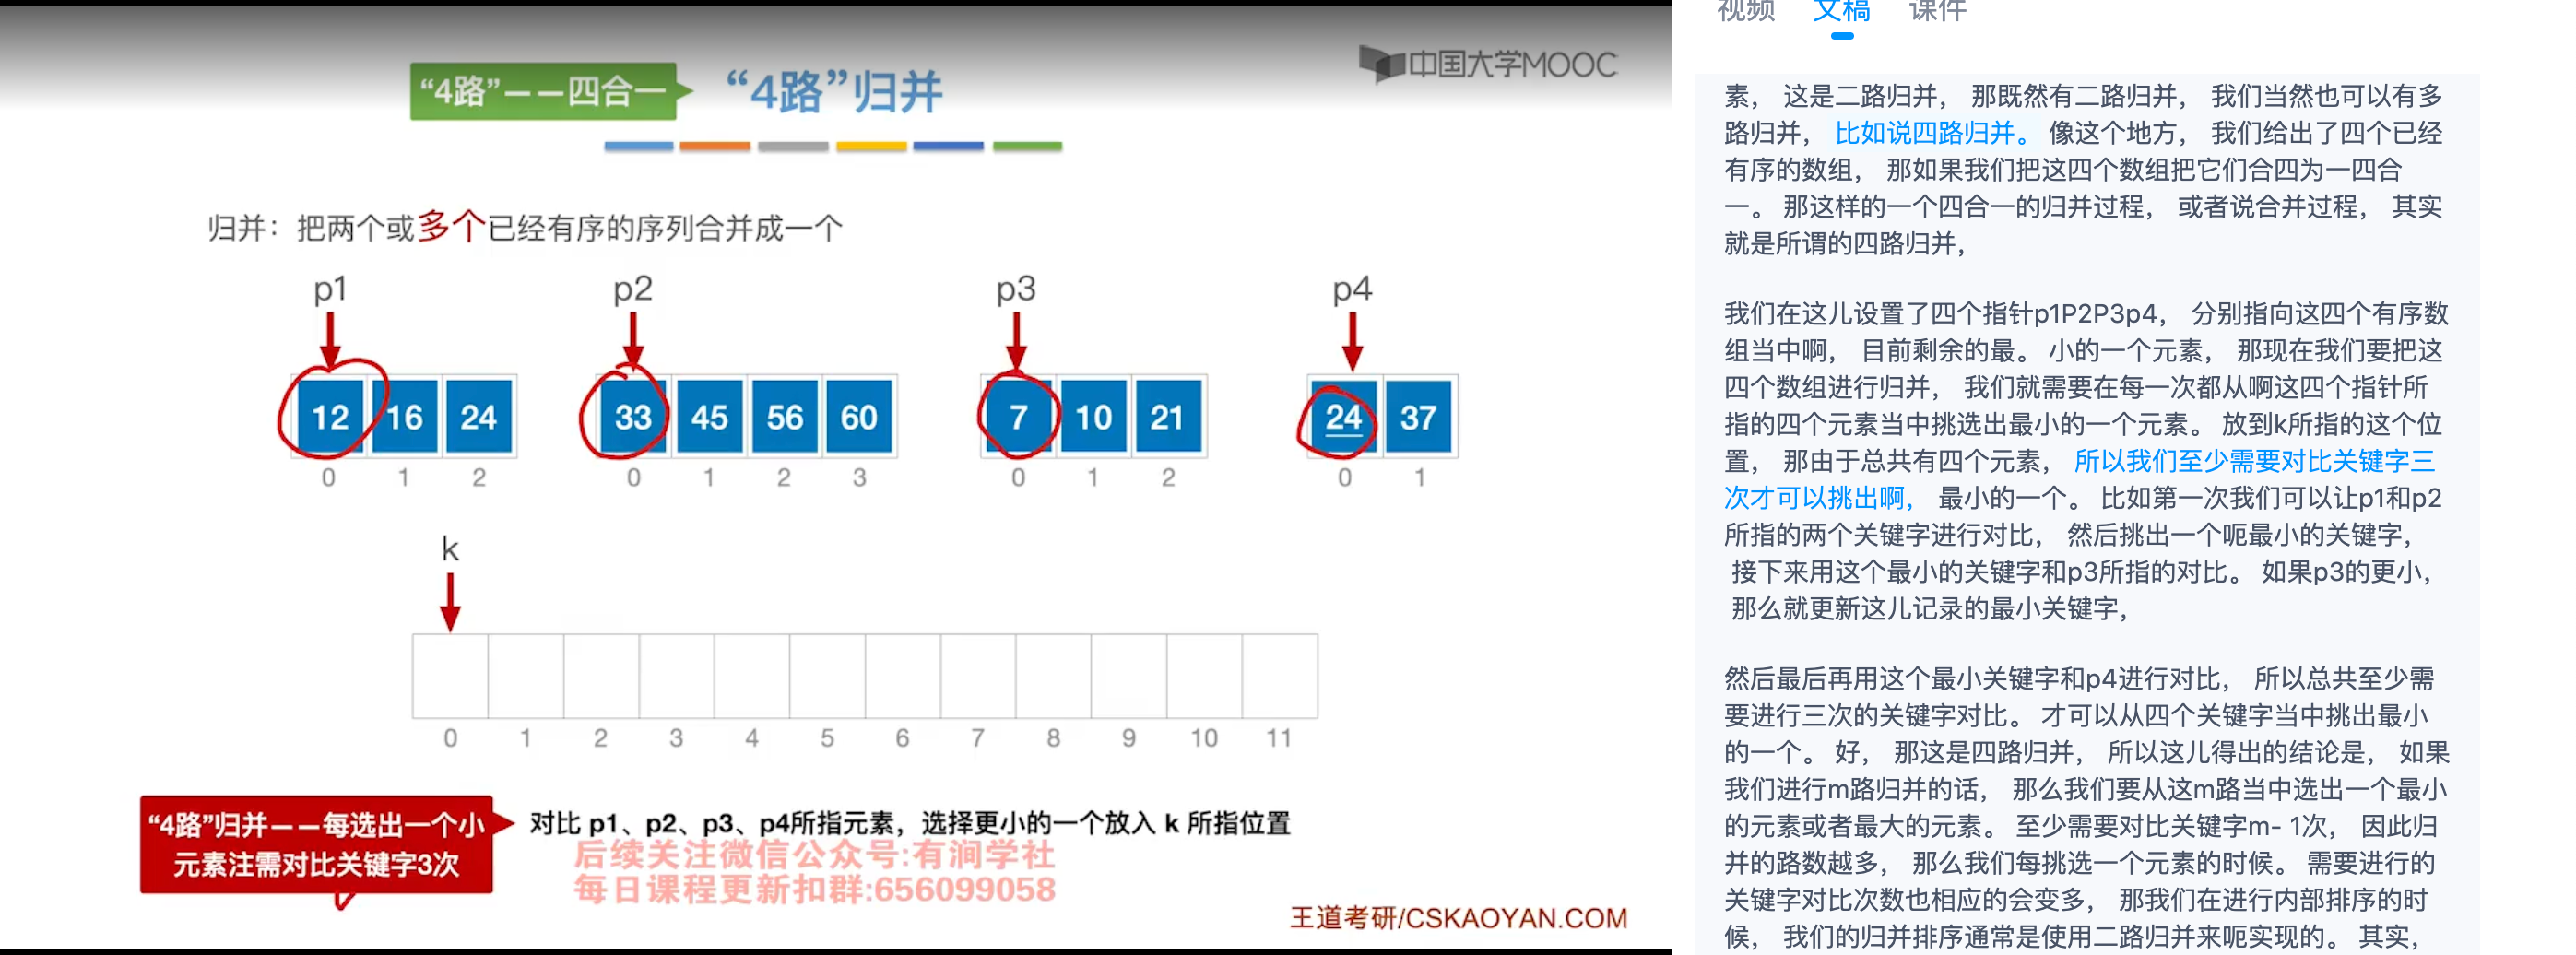 中国大学MOOC
“4路”——四合一
“4路”归并
归并：把两个或多个已经有序的序列合并成一个
p1 p2 p3 p4
12 16 24 33 45 56 60 7 10 21 24 37
0 1 2 0 1 2 3 0 1 2 0 1
k
0 1 2 3 4 5 6 7 8 9 10 11
“4路”归并——每选出一个小
元素注需对比关键字3次
对比 p1、p2、p3、p4所指元素，选择更小的一个放入 k 所指位置
后续关注微信公众号:有涧学社
每日课程更新扣群:656099058
王道考研/CSKAOYAN.COM
视频 文稿 课件
素， 这是二路归并， 那既然有二路归并， 我们当然也可以有多
路归并， 比如说四路归并。 像这个地方， 我们给出了四个已经
有序的数组， 那如果我们把这四个数组把它们合四为一四合
一。 那这样的一个四合一的归并过程， 或者说合并过程， 其实
就是所谓的四路归并，
我们在这儿设置了四个指针p1P2P3p4， 分别指向这四个有序数
组当中啊， 目前剩余的最。 小的一个元素， 那现在我们要把这
四个数组进行归并， 我们就需要在每一次都从啊这四个指针所
指的四个元素当中挑选出最小的一个元素。 放到k所指的这个位
置， 那由于总共有四个元素， 所以我们至少需要对比关键字三
次才可以挑出啊， 最小的一个。 比如第一次我们可以让p1和p2
所指的两个关键字进行对比， 然后挑出一个呃最小的关键字，
接下来用这个最小的关键字和p3所指的对比。 如果p3的更小，
那么就更新这儿记录的最小关键字，
然后最后再用这个最小关键字和p4进行对比， 所以总共至少需
要进行三次的关键字对比。 才可以从四个关键字当中挑出最小
的一个。 好， 那这是四路归并， 所以这儿得出的结论是， 如果
我们进行m路归并的话， 那么我们要从这m路当中选出一个最小
的元素或者最大的元素。 至少需要对比关键字m- 1次， 因此归
并的路数越多， 那么我们每挑选一个元素的时候。 需要进行的
关键字对比次数也相应的会变多， 那我们在进行内部排序的时
候， 我们的归并排序通常是使用二路归并来呃实现的。 其实，